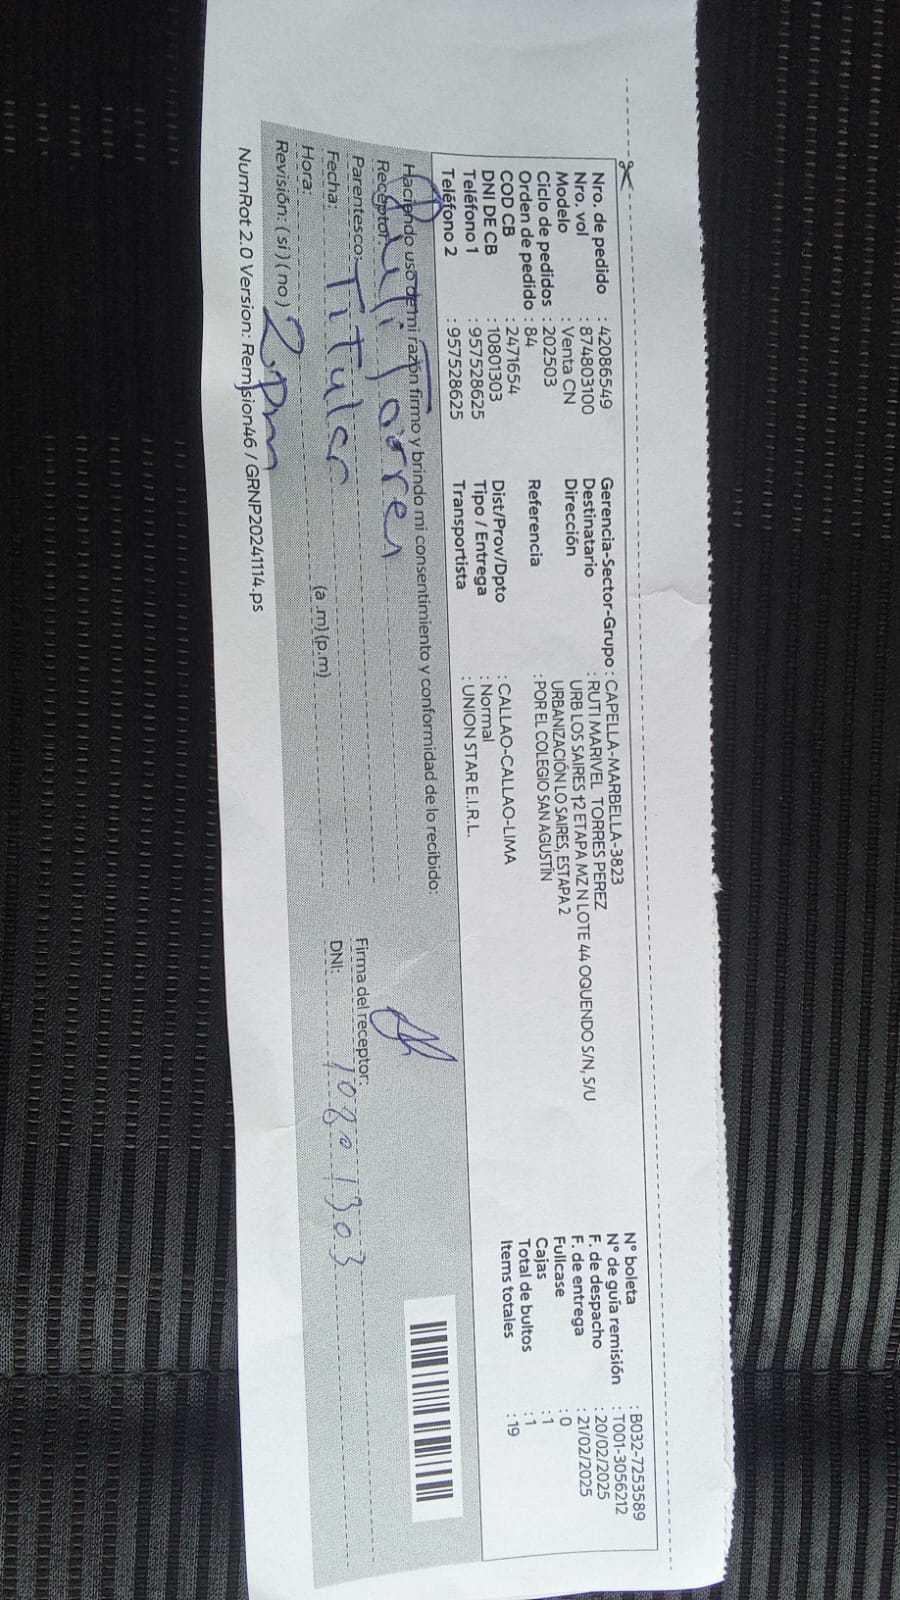 Nro. de pedido : 42086549
Nro. vol : 874803100
Modelo : Venta CN
Ciclo de pedidos : 202503
Orden de pedido : 84
COD CB : 2471654
DNI DE CB : 10801303
Teléfono 1 : 957528625
Teléfono 2 : 957528625
Gerencia-Sector-Grupo : CAPELLA-MARBELLA-3823
Destinatario : RUTI MARIVEL TORRES PEREZ
Dirección URB LOS SAIRES 12 ETAPA MZ N LOTE 44 OQUENDO S/N, S/U
URBANIZACIÓN LO SAIRES, ESTAPA 2
Referencia : POR EL COLEGIO SAN AGUSTÍN
Dist/Prov/Dpto : CALLAO-CALLAO-LIMA
Tipo / Entrega : Normal
Transportista : UNION STAR E.I.R.L.
N° boleta : B032-7253589
N° de guía remisión : T001-3056212
F. de despacho : 20/02/2025
F. de entrega : 21/02/2025
Fullcase : 0
Cajas : 1
Total de bultos : 1
Items totales : 19
Haciendo uso de mi razón firmo y brindo mi consentimiento y conformidad de lo recibido:
Receptor: Ruti Torres
Parentesco: Titular
Fecha:
Hora: 2.pm (a .m) (p.m)
Revisión: ( si ) ( no )
Firma del receptor:
DNI: 10801303
NumRot 2.0 Version: Remision46 / GRNP20241114.ps